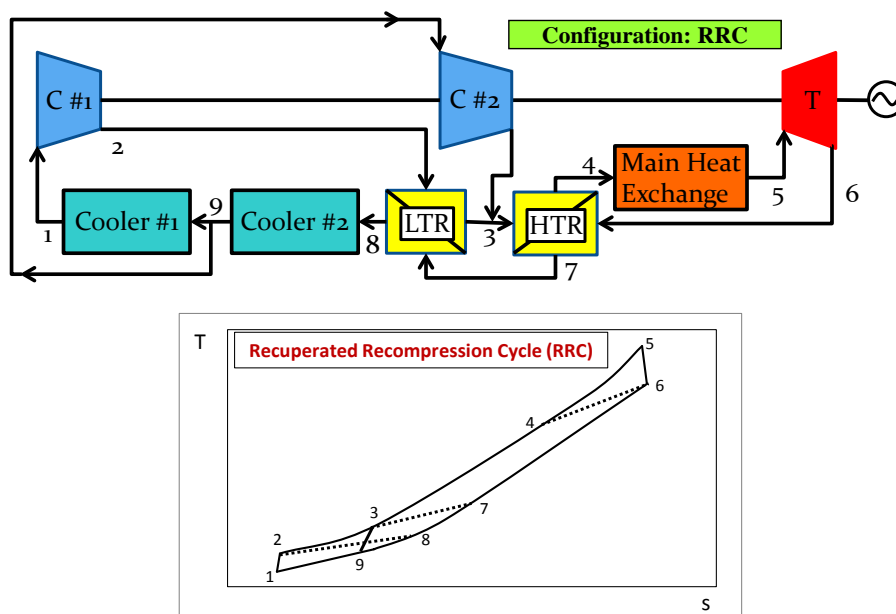 Configuration: RRC
C #1
C #2
T
2
4
Main Heat
Exchange
5
6
9
1
Cooler #1
Cooler #2
8
LTR
3
HTR
7
T
Recuperated Recompression Cycle (RRC)
5
6
4
3
7
2
8
9
1
s